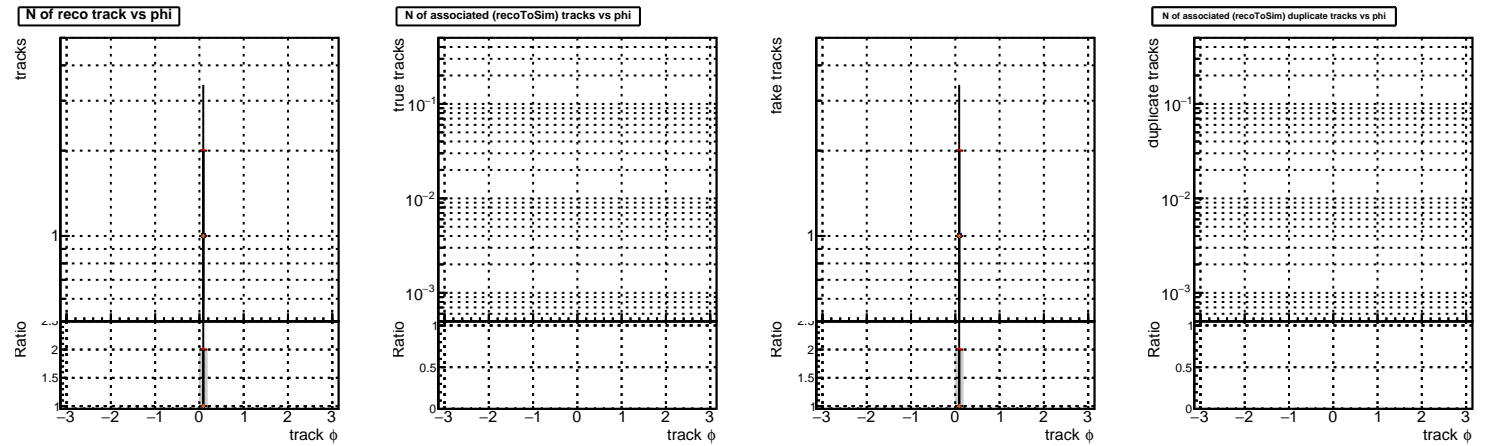 N of reco track vs phi
tracks
1
Ratio
2.5
2
1.5
1
−3 −2 −1 0 1 2 3
track ϕ
N of associated (recoToSim) tracks vs phi
true tracks
10−1
10−2
10−3
Ratio
1
0.5
0
−3 −2 −1 0 1 2 3
track ϕ
fake tracks
1
Ratio
2.5
2
1.5
1
−3 −2 −1 0 1 2 3
track ϕ
N of associated (recoToSim) duplicate tracks vs phi
duplicate tracks
10−1
10−2
10−3
Ratio
1
0.5
0
−3 −2 −1 0 1 2 3
track ϕ